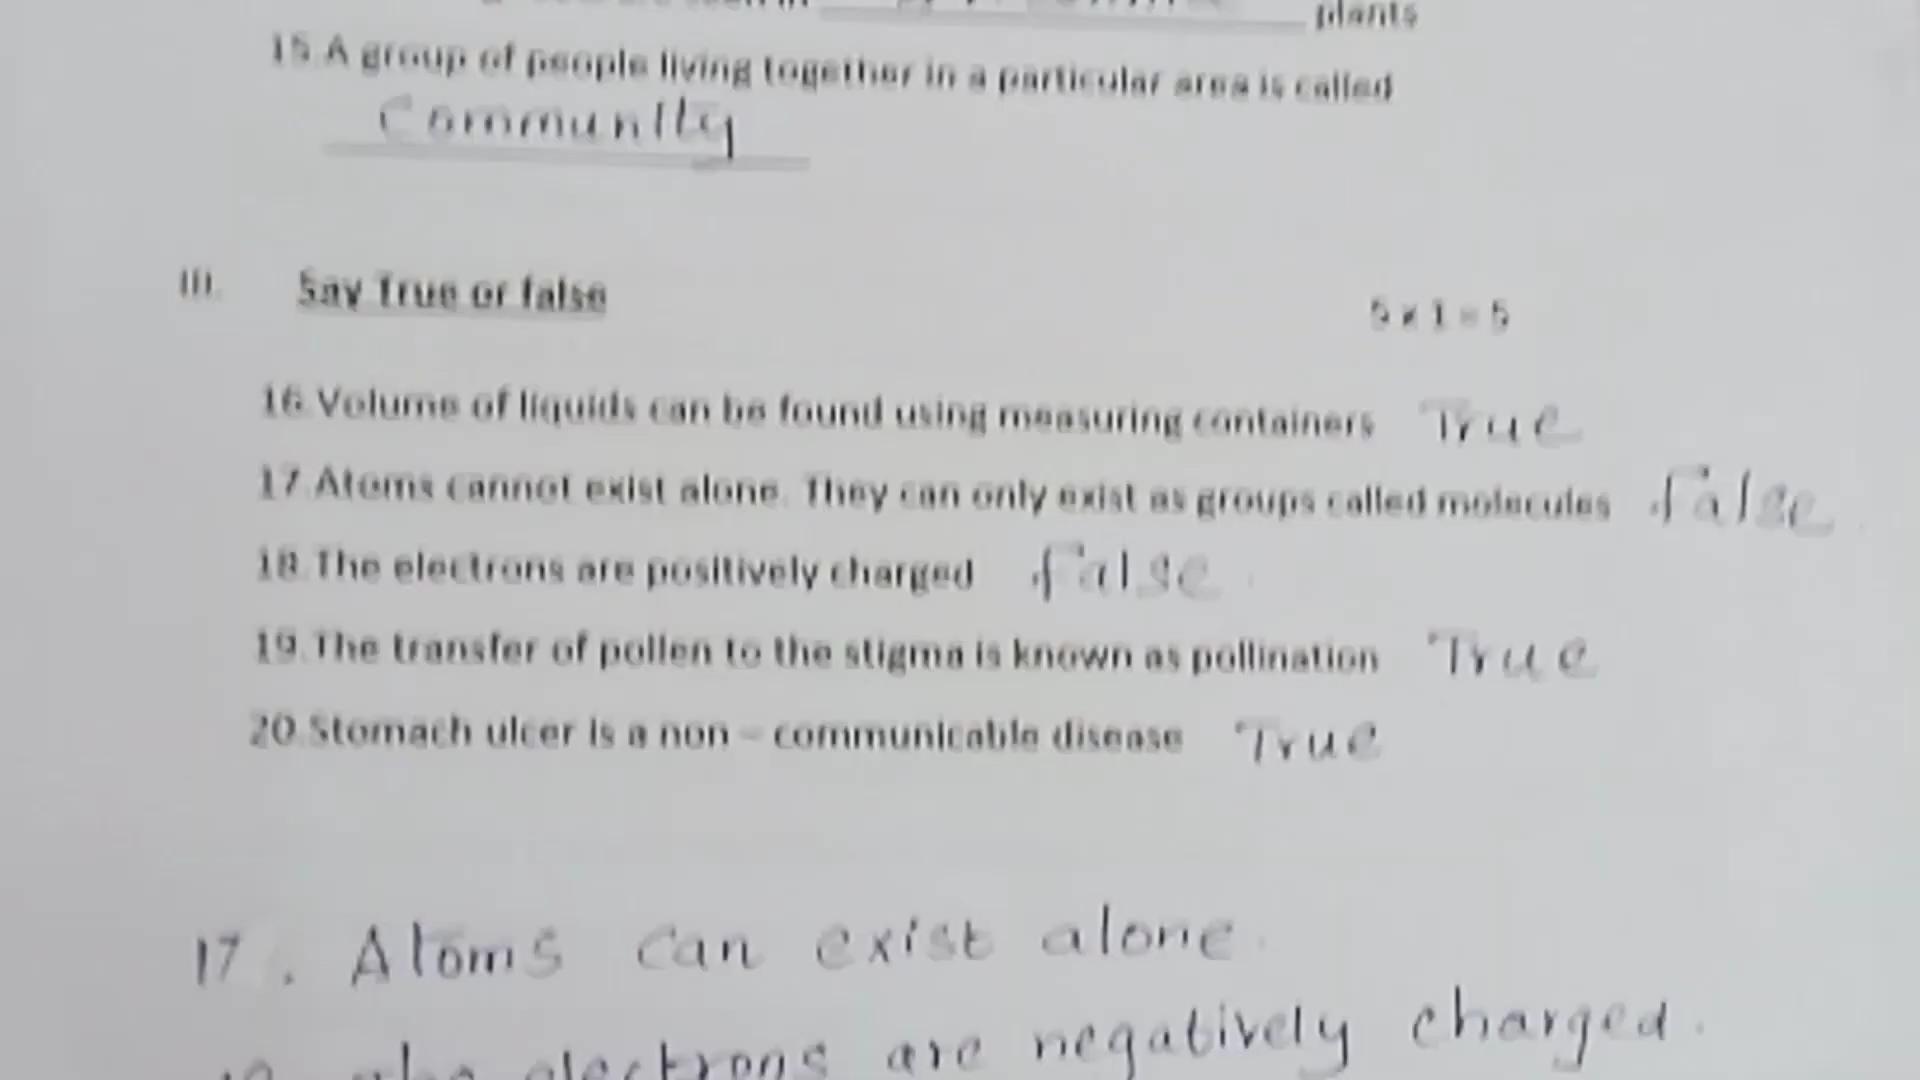 plants
15.A group of people living together in a particular area is called
Community
III. Say True or false 5 x 1 = 5
16.Volume of liquids can be found using measuring containers True
17.Atoms cannot exist alone. They can only exist as groups called molecules false
18.The electrons are positively charged false
19.The transfer of pollen to the stigma is known as pollination True
20.Stomach ulcer is a non – communicable disease True
17. Atoms can exist alone.
electrons are negatively charged.